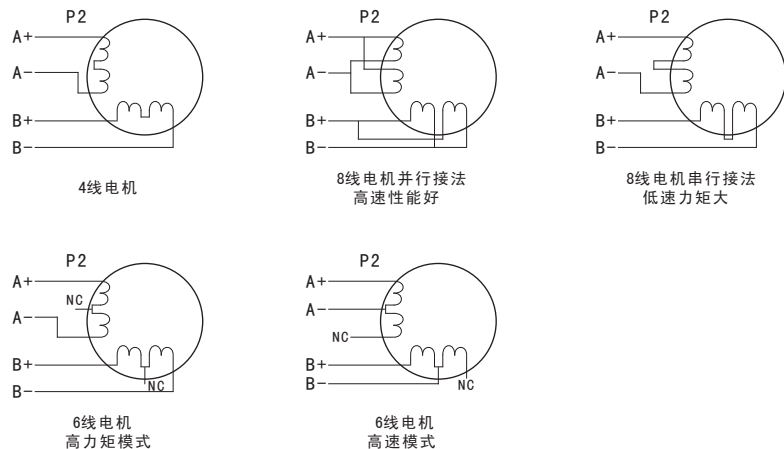 P2
A+
A-
B+
B-
4线电机
P2
A+
A-
B+
B-
8线电机并行接法
高速性能好
P2
A+
A-
B+
B-
8线电机串行接法
低速力矩大
P2
A+
NC
A-
B+
NC
B-
6线电机
高力矩模式
P2
A+
A-
NC
B+
B-
NC
6线电机
高速模式